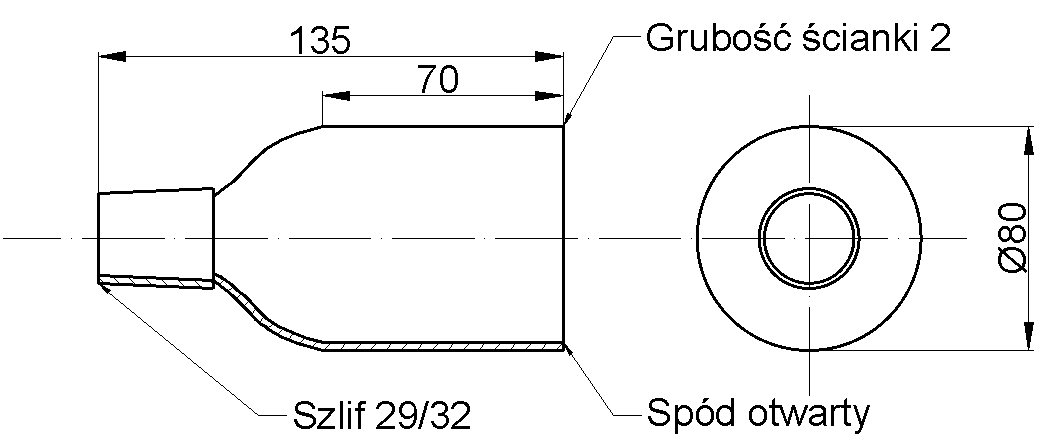 135
Grubość ścianki 2
70
Ø80
Szlif 29/32
Spód otwarty